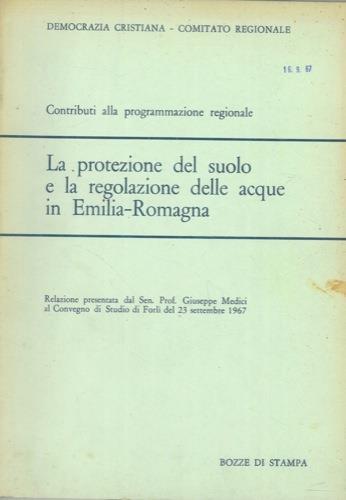 DEMOCRAZIA CRISTIANA - COMITATO REGIONALE
16. 9. 67
Contributi alla programmazione regionale
La protezione del suolo
e la regolazione delle acque
in Emilia-Romagna
Relazione presentata dal Sen. Prof. Giuseppe Medici
al Convegno di Studio di Forlì del 23 settembre 1967
BOZZE DI STAMPA